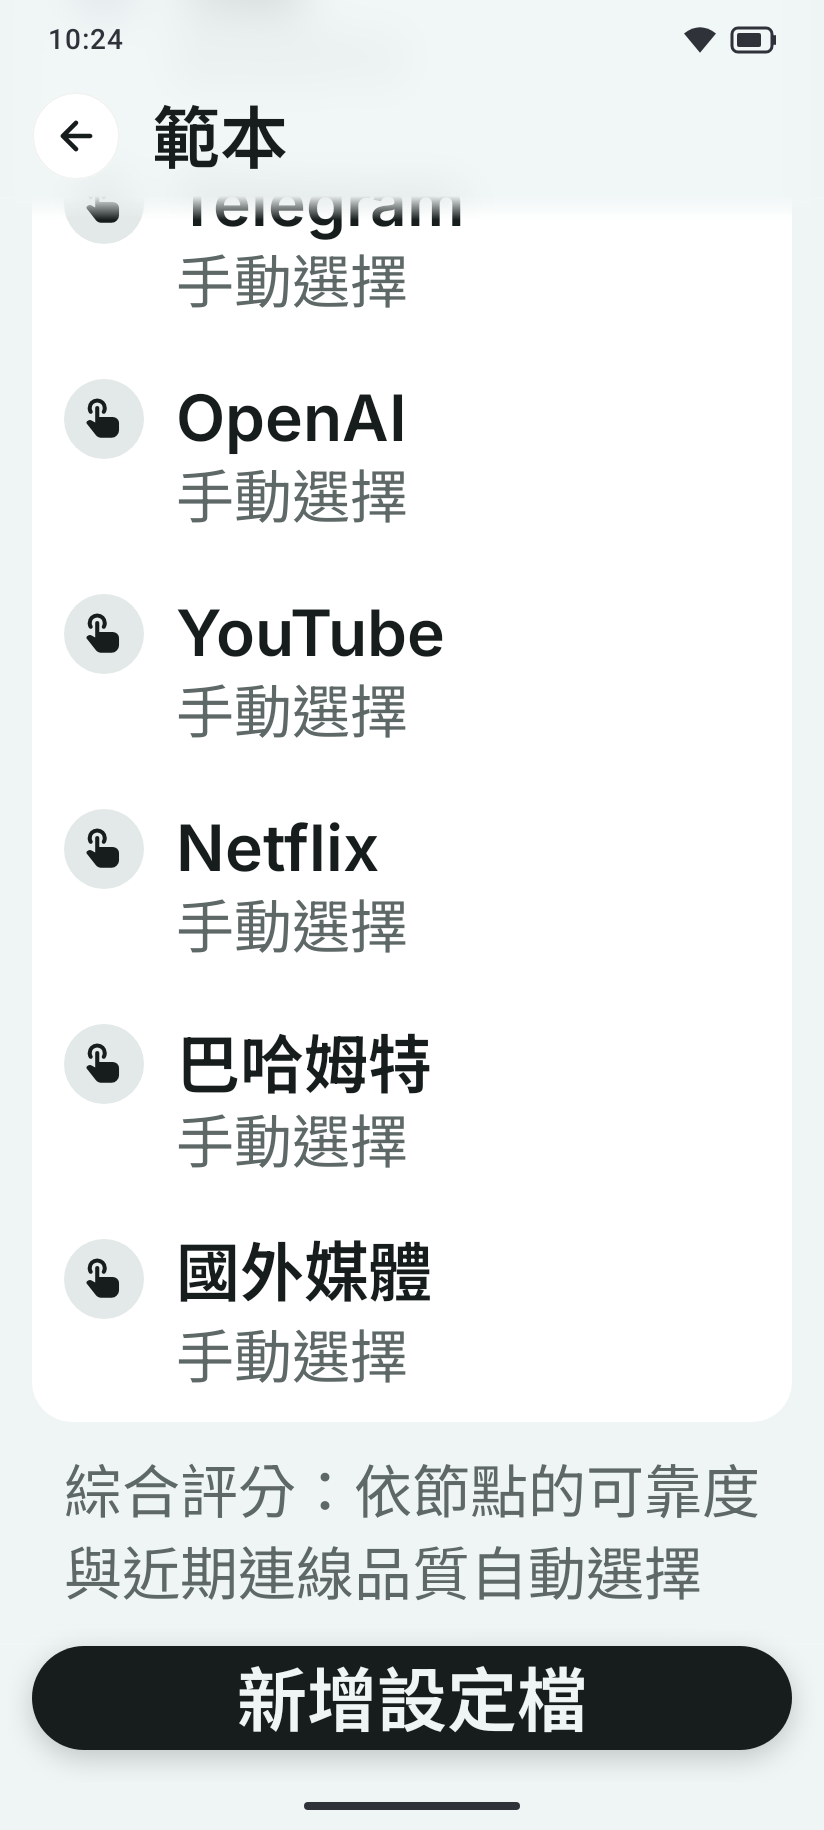 10:24
範本
Telegram
手動選擇
OpenAI
手動選擇
YouTube
手動選擇
Netflix
手動選擇
巴哈姆特
手動選擇
國外媒體
手動選擇
綜合評分：依節點的可靠度
與近期連線品質自動選擇
新增設定檔